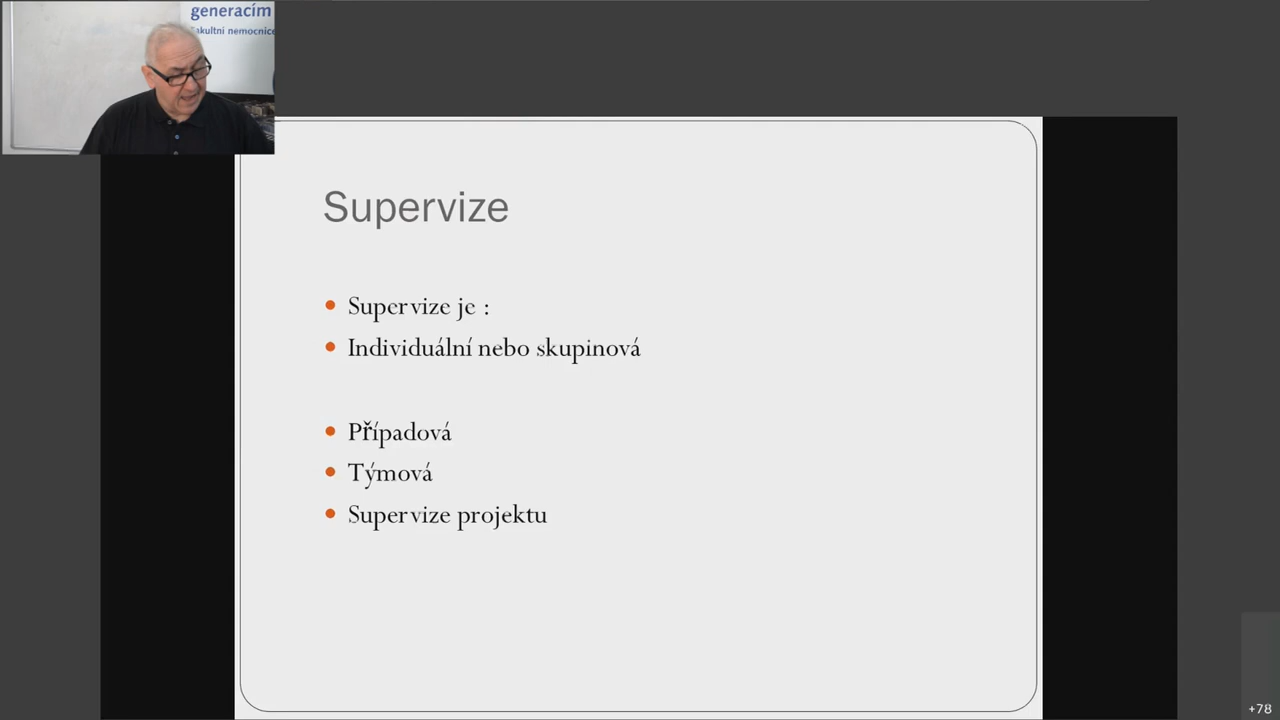 generacím
fakultní nemocnice
Supervize
Supervize je :
Individuální nebo skupinová
Případová
Týmová
Supervize projektu
+78